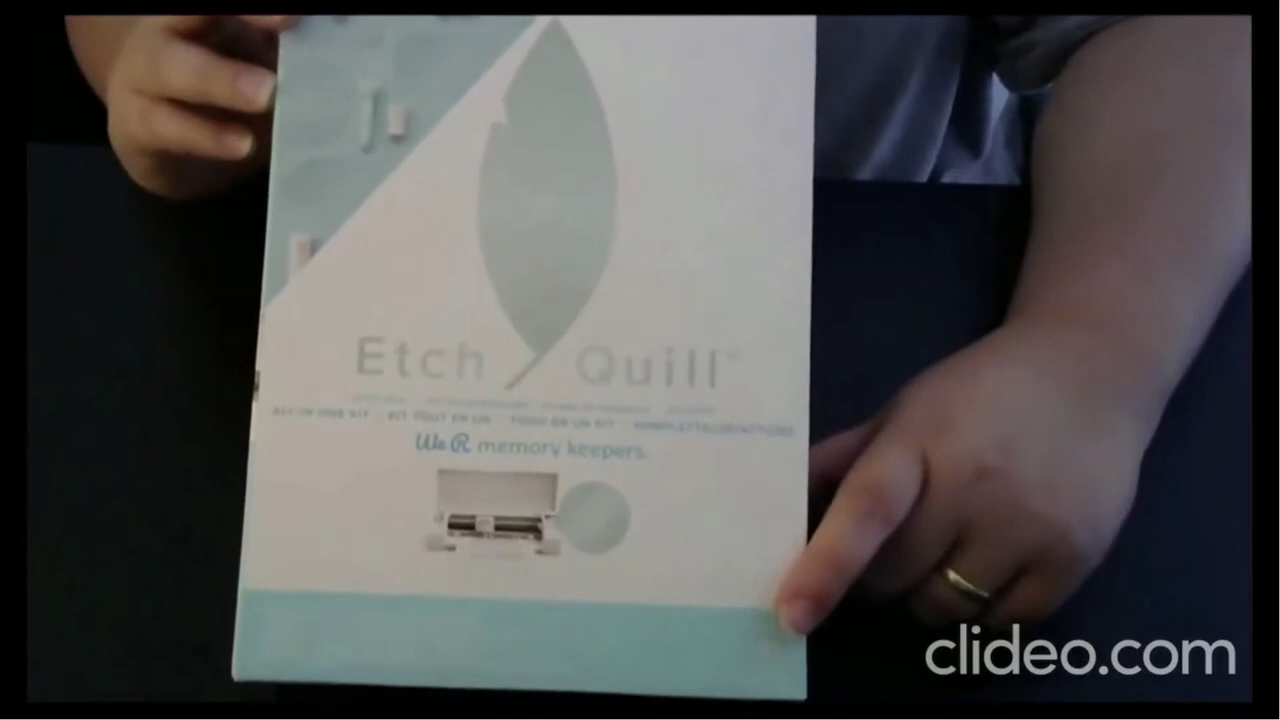 Etch Quill™
ALL-IN-ONE KIT · KIT TOUT EN UN · TODO EN UN KIT ·
We R memory keepers.
clideo.com